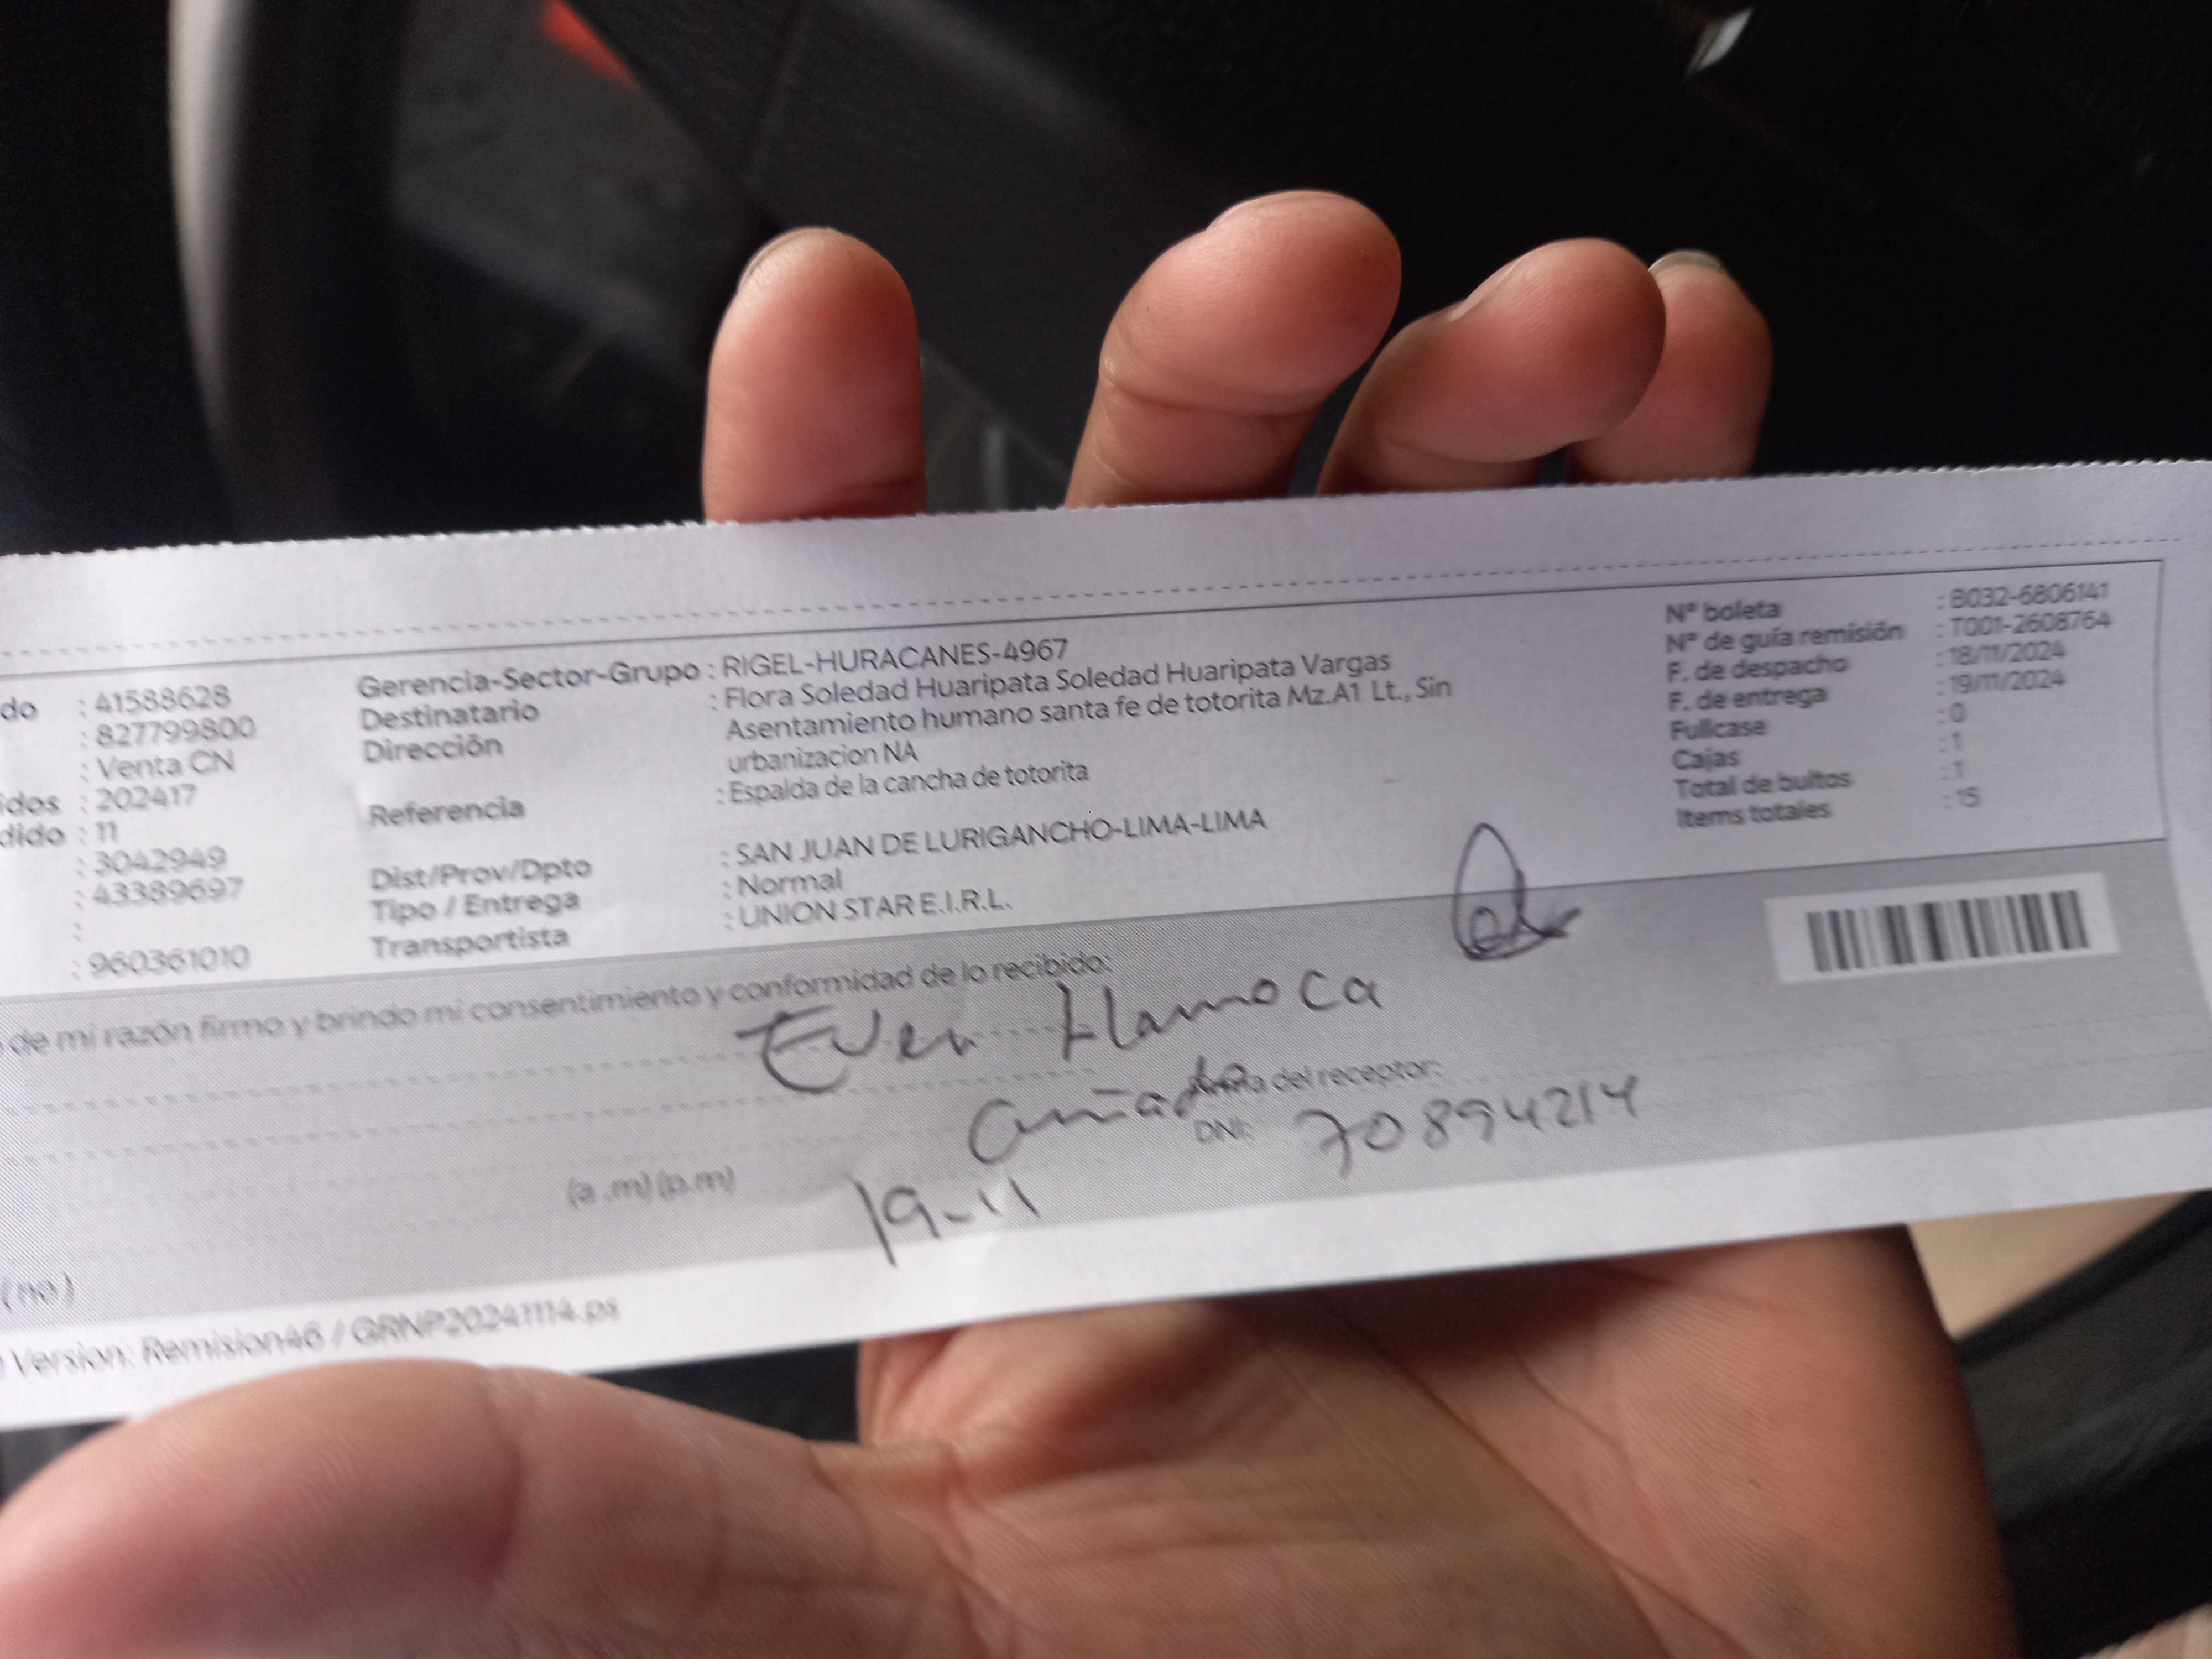 do : 41588628
: 827799800
: Venta CN
idos : 202417
dido : 11
: 3042949
: 43389697
:
: 960361010
Gerencia-Sector-Grupo : RIGEL-HURACANES-4967
Destinatario : Flora Soledad Huaripata Soledad Huaripata Vargas
Dirección : Asentamiento humano santa fe de totorita Mz.A1 Lt., Sin
urbanizacion NA
Referencia : Espalda de la cancha de totorita
Dist/Prov/Dpto : SAN JUAN DE LURIGANCHO-LIMA-LIMA
Tipo / Entrega : Normal
Transportista : UNION STAR E.I.R.L.
N° boleta : B032-6806141
N° de guía remisión : T001-2608764
F. de despacho : 18/11/2024
F. de entrega : 19/11/2024
Fullcase : 0
Cajas : 1
Total de bultos : 1
Items totales : 15
de mi razón firmo y brindo mi consentimiento y conformidad de lo recibido:
del receptor:
DNI: 70894214
(a .m) (p.m)
19-11
(no)
Version: Remision46 / GRNP20241114.ps